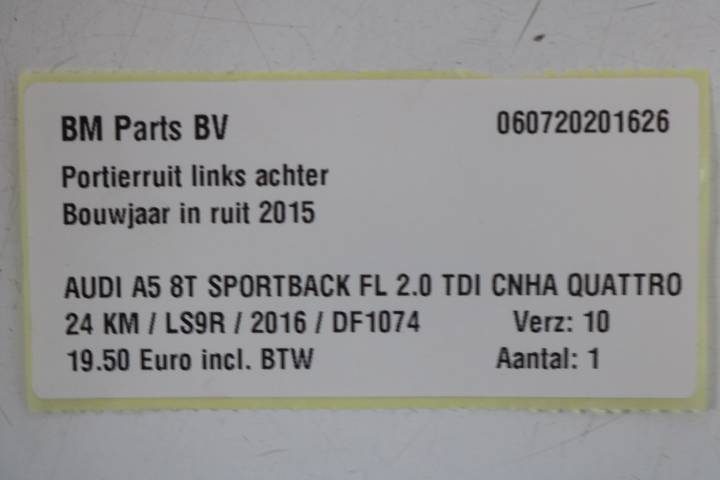 BM Parts BV 060720201626
Portierruit links achter
Bouwjaar in ruit 2015
AUDI A5 8T SPORTBACK FL 2.0 TDI CNHA QUATTRO
24 KM / LS9R / 2016 / DF1074 Verz: 10
19.50 Euro incl. BTW Aantal: 1